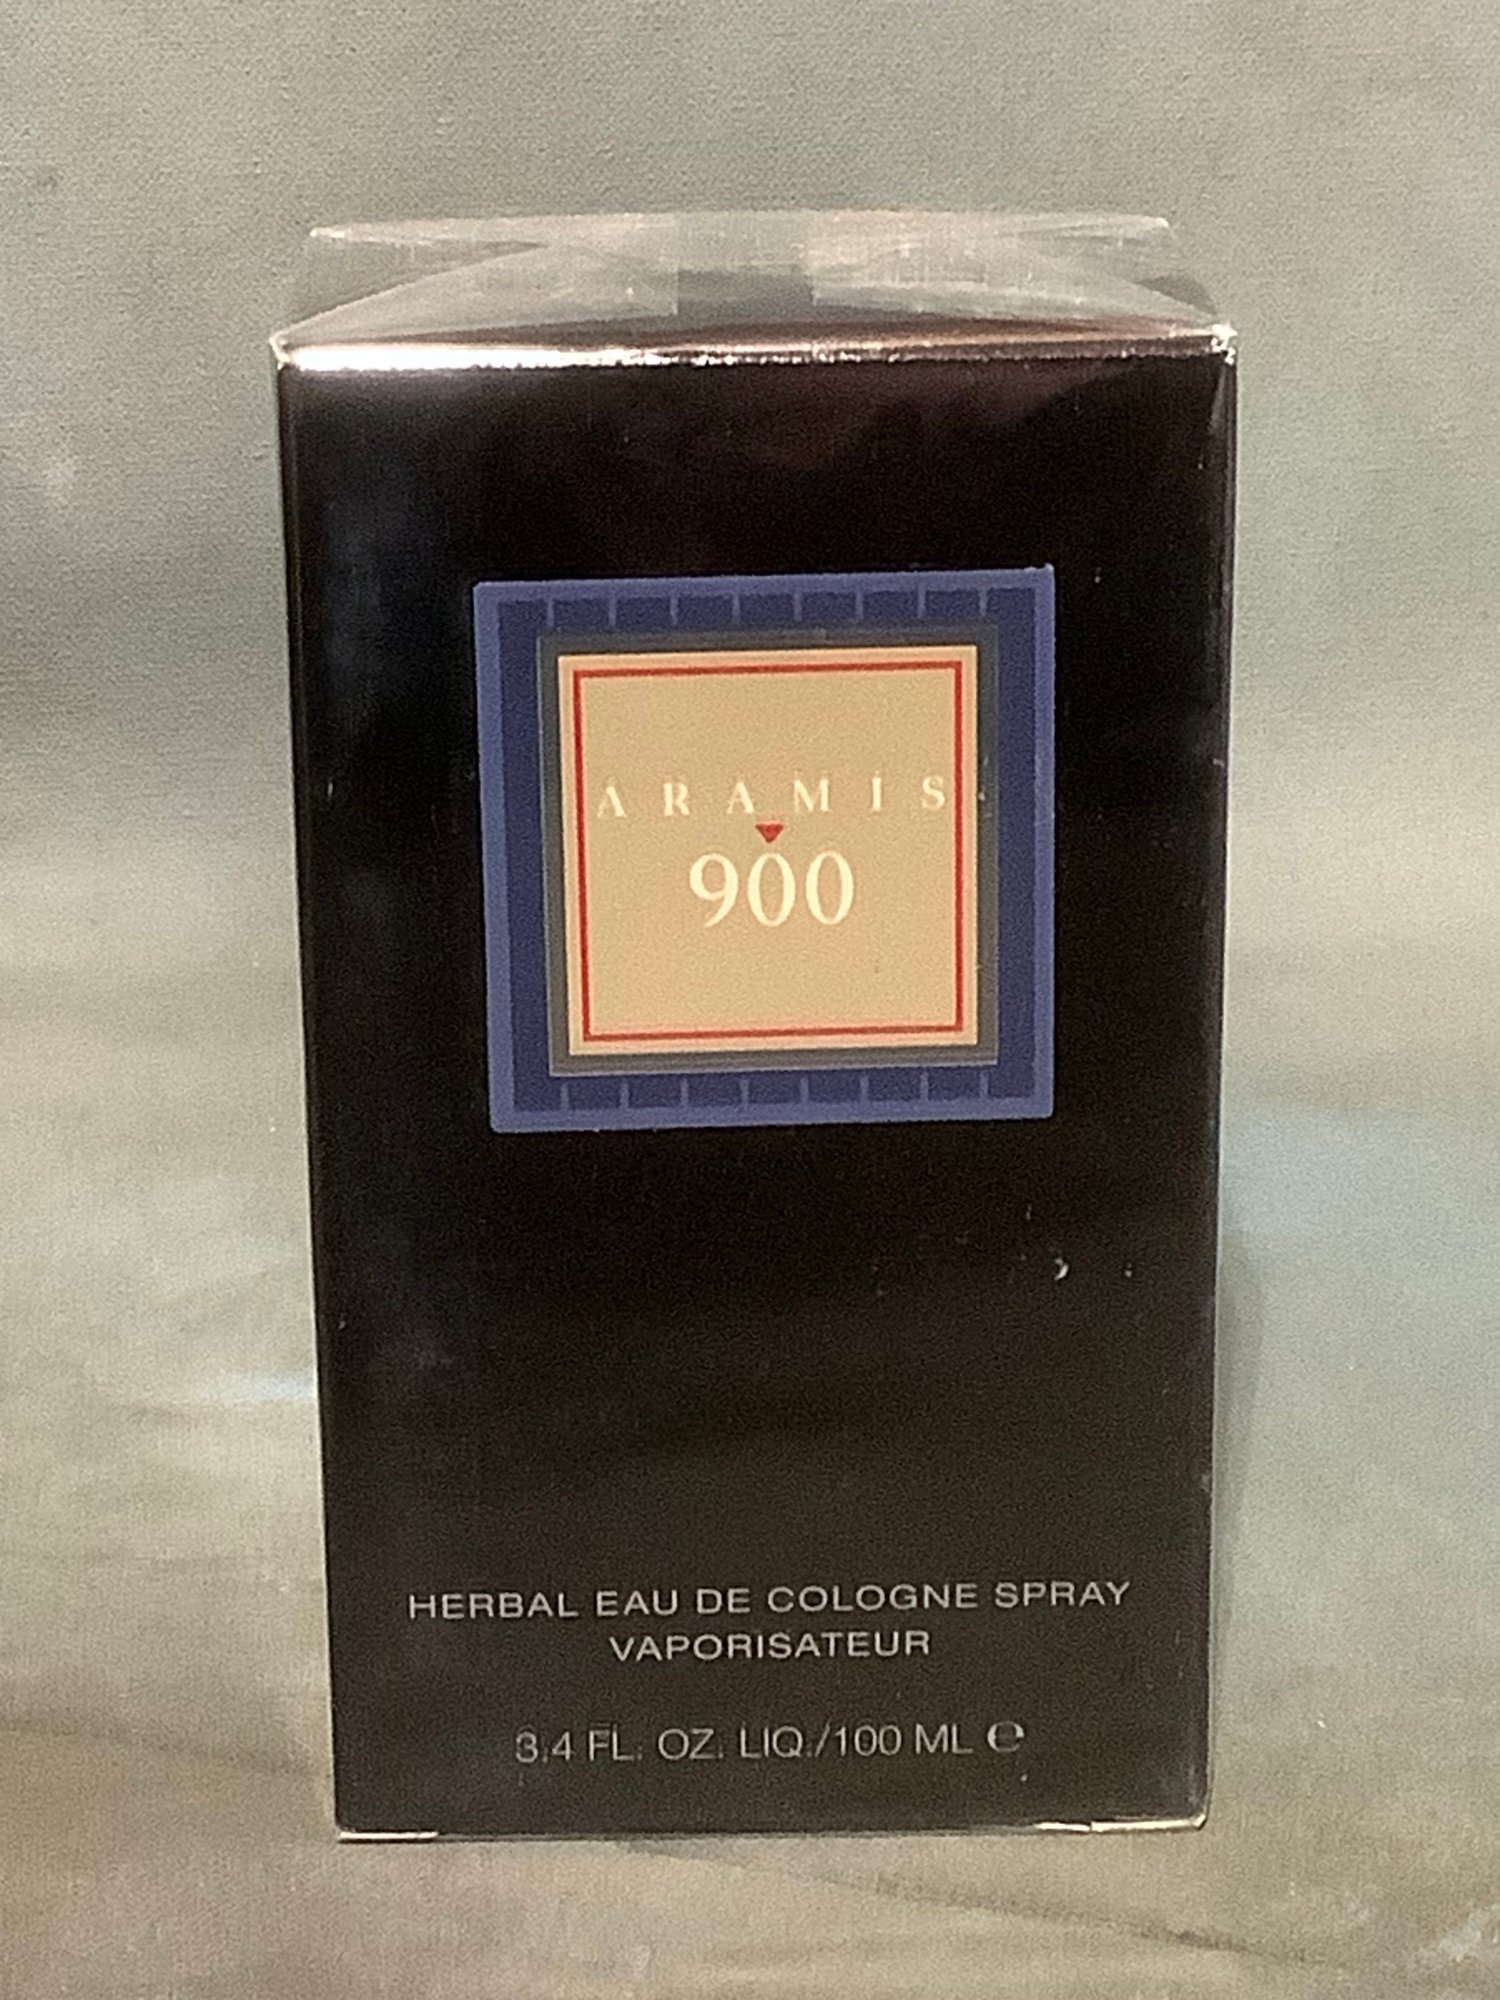 ARAMIS
900
HERBAL EAU DE COLOGNE SPRAY
VAPORISATEUR
3.4 FL. OZ. LIQ./100 ML ℮